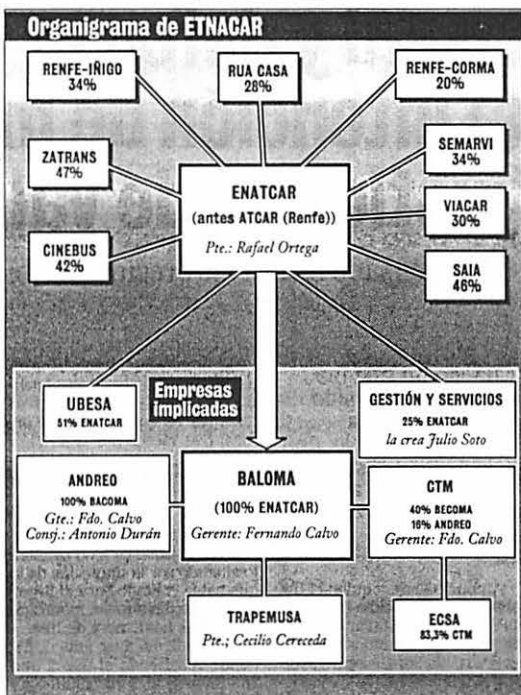 Organigrama de ETNACAR
RENFE-IÑIGO
34%
RUA CASA
28%
RENFE-CORMA
20%
ZATRANS
47%
ENATCAR
(antes ATCAR (Renfe))
Pte.: Rafael Ortega
SEMARVI
34%
VIACAR
30%
CINEBUS
42%
SAIA
46%
Empresas
implicadas
UBESA
51% ENATCAR
GESTIÓN Y SERVICIOS
25% ENATCAR
la crea Julio Soto
ANDREO
100% BACOMA
Gte.: Fdo. Calvo
Consj.: Antonio Durán
BALOMA
(100% ENATCAR)
Gerente: Fernando Calvo
CTM
40% BECOMA
16% ANDREO
Gerente: Fdo. Calvo
TRAPEMUSA
Pte.; Cecilio Cereceda
ECSA
83,3% CTM